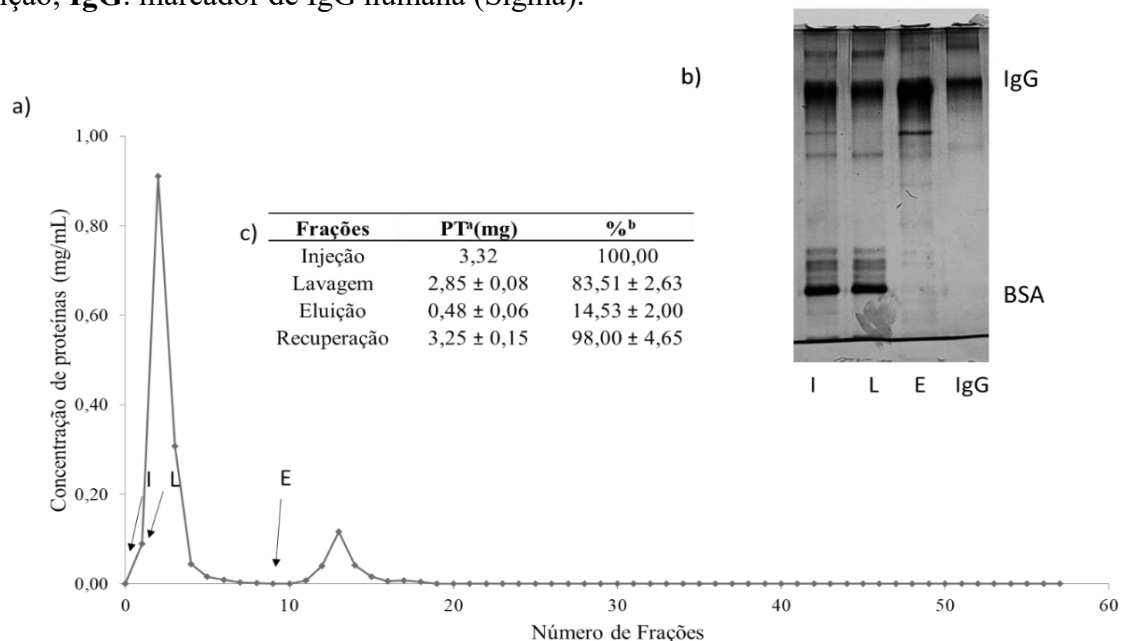 ição; IgG: marcador de IgG humana (Sigma).
a)
Concentração de proteínas (mg/mL)
1,00
0,80
0,60
0,40
0,20
0,00
I
L
E
0
10
20
30
40
50
60
Número de Frações
c)
Frações PTᵃ(mg) %ᵇ
Injeção 3,32 100,00
Lavagem 2,85 ± 0,08 83,51 ± 2,63
Eluição 0,48 ± 0,06 14,53 ± 2,00
Recuperação 3,25 ± 0,15 98,00 ± 4,65
b)
IgG
BSA
I L E IgG